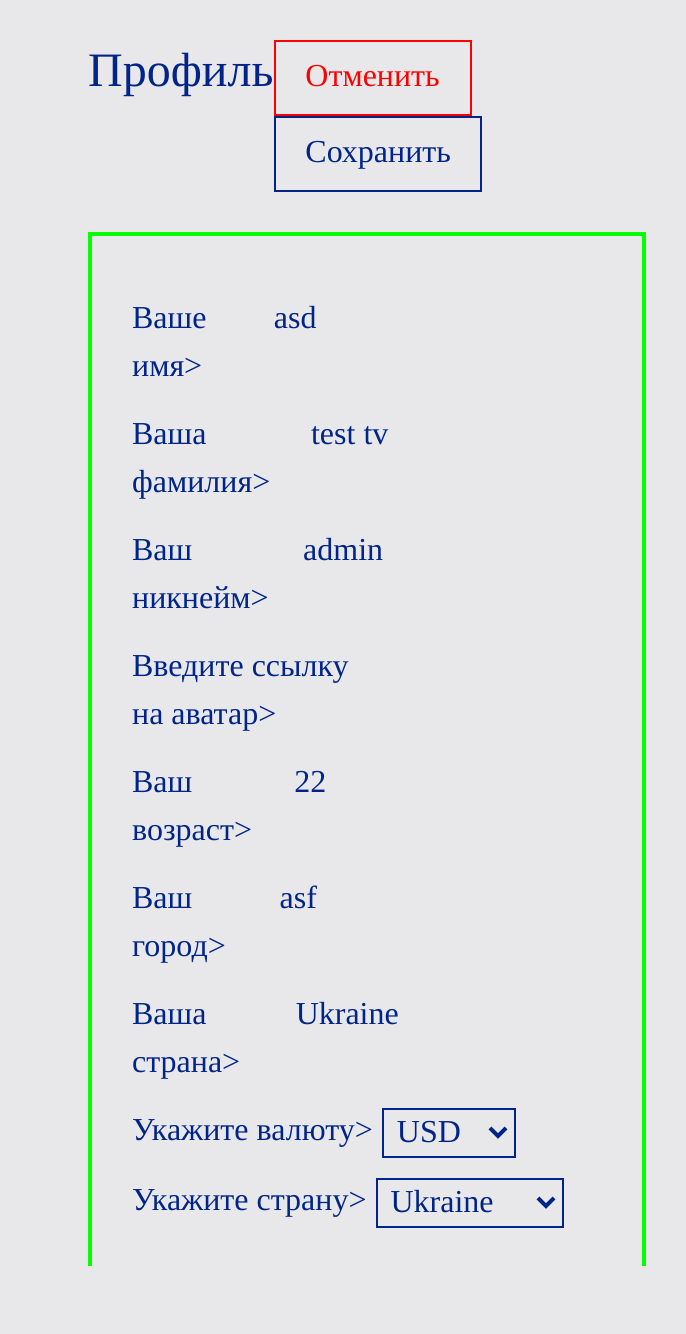 Профиль Отменить
Сохранить
Ваше asd
имя>
Ваша test tv
фамилия>
Ваш admin
никнейм>
Введите ссылку
на аватар>
Ваш 22
возраст>
Ваш asf
город>
Ваша Ukraine
страна>
Укажите валюту> USD
Укажите страну> Ukraine